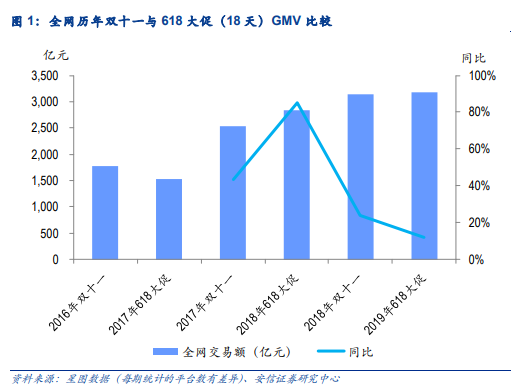 图 1：全网历年双十一与 618 大促（18 天）GMV 比较
亿元
同比
3,500
3,000
2,500
2,000
1,500
1,000
500
0
100%
80%
60%
40%
20%
0%
2016年双十一
2017年618大促
2017年双十一
2018年618大促
2018年双十一
2019年618大促
全网交易额（亿元）
同比
资料来源：星图数据（每期统计的平台数有差异）、安信证券研究中心